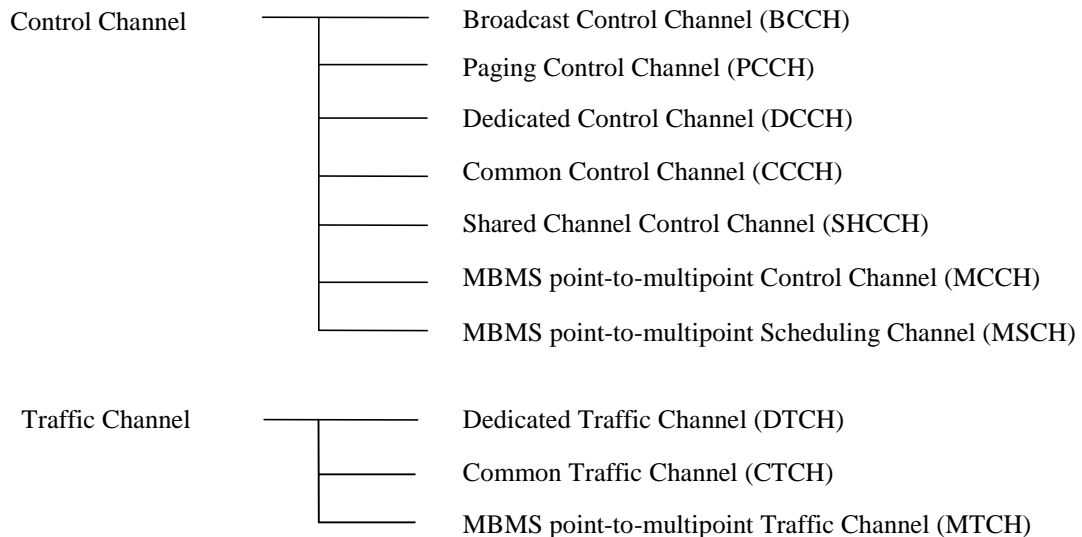 Control Channel
Broadcast Control Channel (BCCH)
Paging Control Channel (PCCH)
Dedicated Control Channel (DCCH)
Common Control Channel (CCCH)
Shared Channel Control Channel (SHCCH)
MBMS point-to-multipoint Control Channel (MCCH)
MBMS point-to-multipoint Scheduling Channel (MSCH)
Traffic Channel
Dedicated Traffic Channel (DTCH)
Common Traffic Channel (CTCH)
MBMS point-to-multipoint Traffic Channel (MTCH)